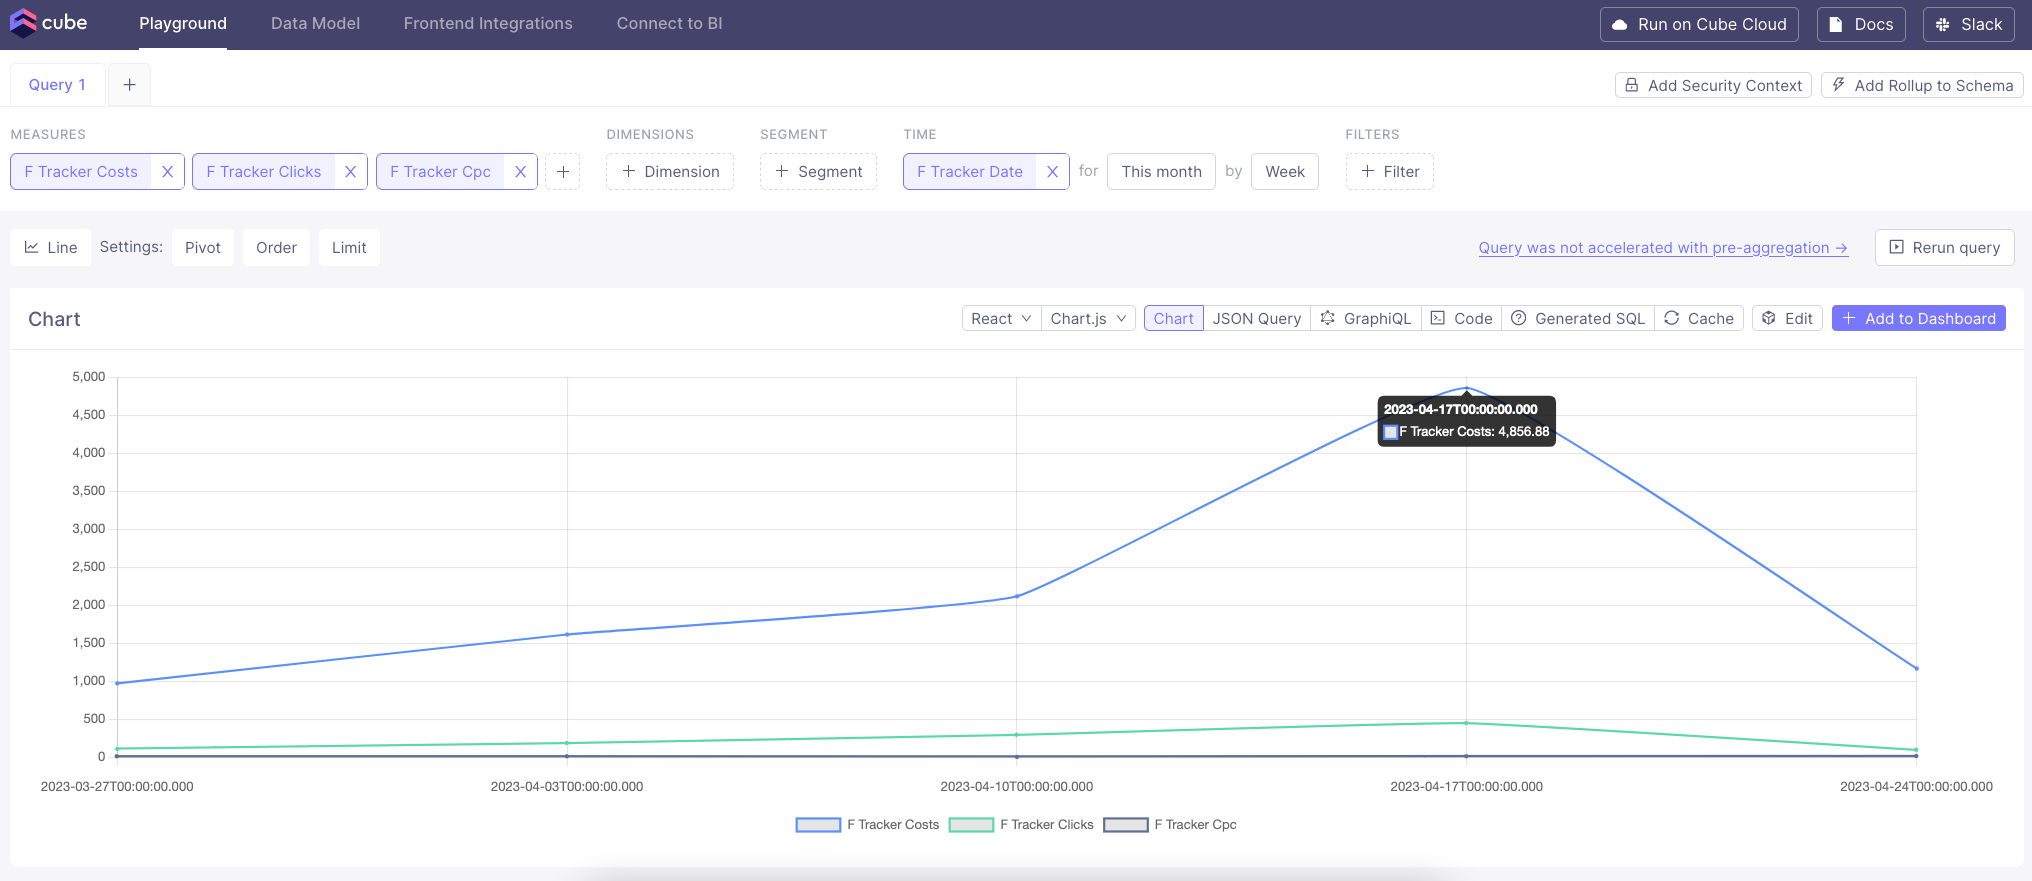 cube Playground Data Model Frontend Integrations Connect to BI Run on Cube Cloud Docs Slack
Query 1 + Add Security Context Add Rollup to Schema
MEASURES DIMENSIONS SEGMENT TIME FILTERS
F Tracker Costs X F Tracker Clicks X F Tracker Cpc X + + Dimension + Segment F Tracker Date X for This month by Week + Filter
Line Settings: Pivot Order Limit Query was not accelerated with pre-aggregation → Rerun query
Chart React Chart.js Chart JSON Query GraphiQL Code Generated SQL Cache Edit + Add to Dashboard
5,000
4,500
4,000
3,500
3,000
2,500
2,000
1,500
1,000
500
0
2023-04-17T00:00:00.000
F Tracker Costs: 4,856.88
2023-03-27T00:00:00.000 2023-04-03T00:00:00.000 2023-04-10T00:00:00.000 2023-04-17T00:00:00.000 2023-04-24T00:00:00.000
F Tracker Costs F Tracker Clicks F Tracker Cpc